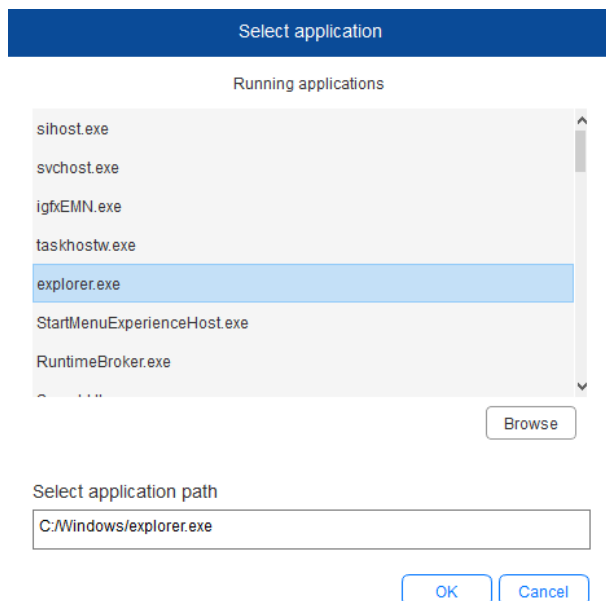 Select application
Running applications
sihost.exe
svchost.exe
igfxEMN.exe
taskhostw.exe
explorer.exe
StartMenuExperienceHost.exe
RuntimeBroker.exe
Browse
Select application path
C:/Windows/explorer.exe
OK Cancel